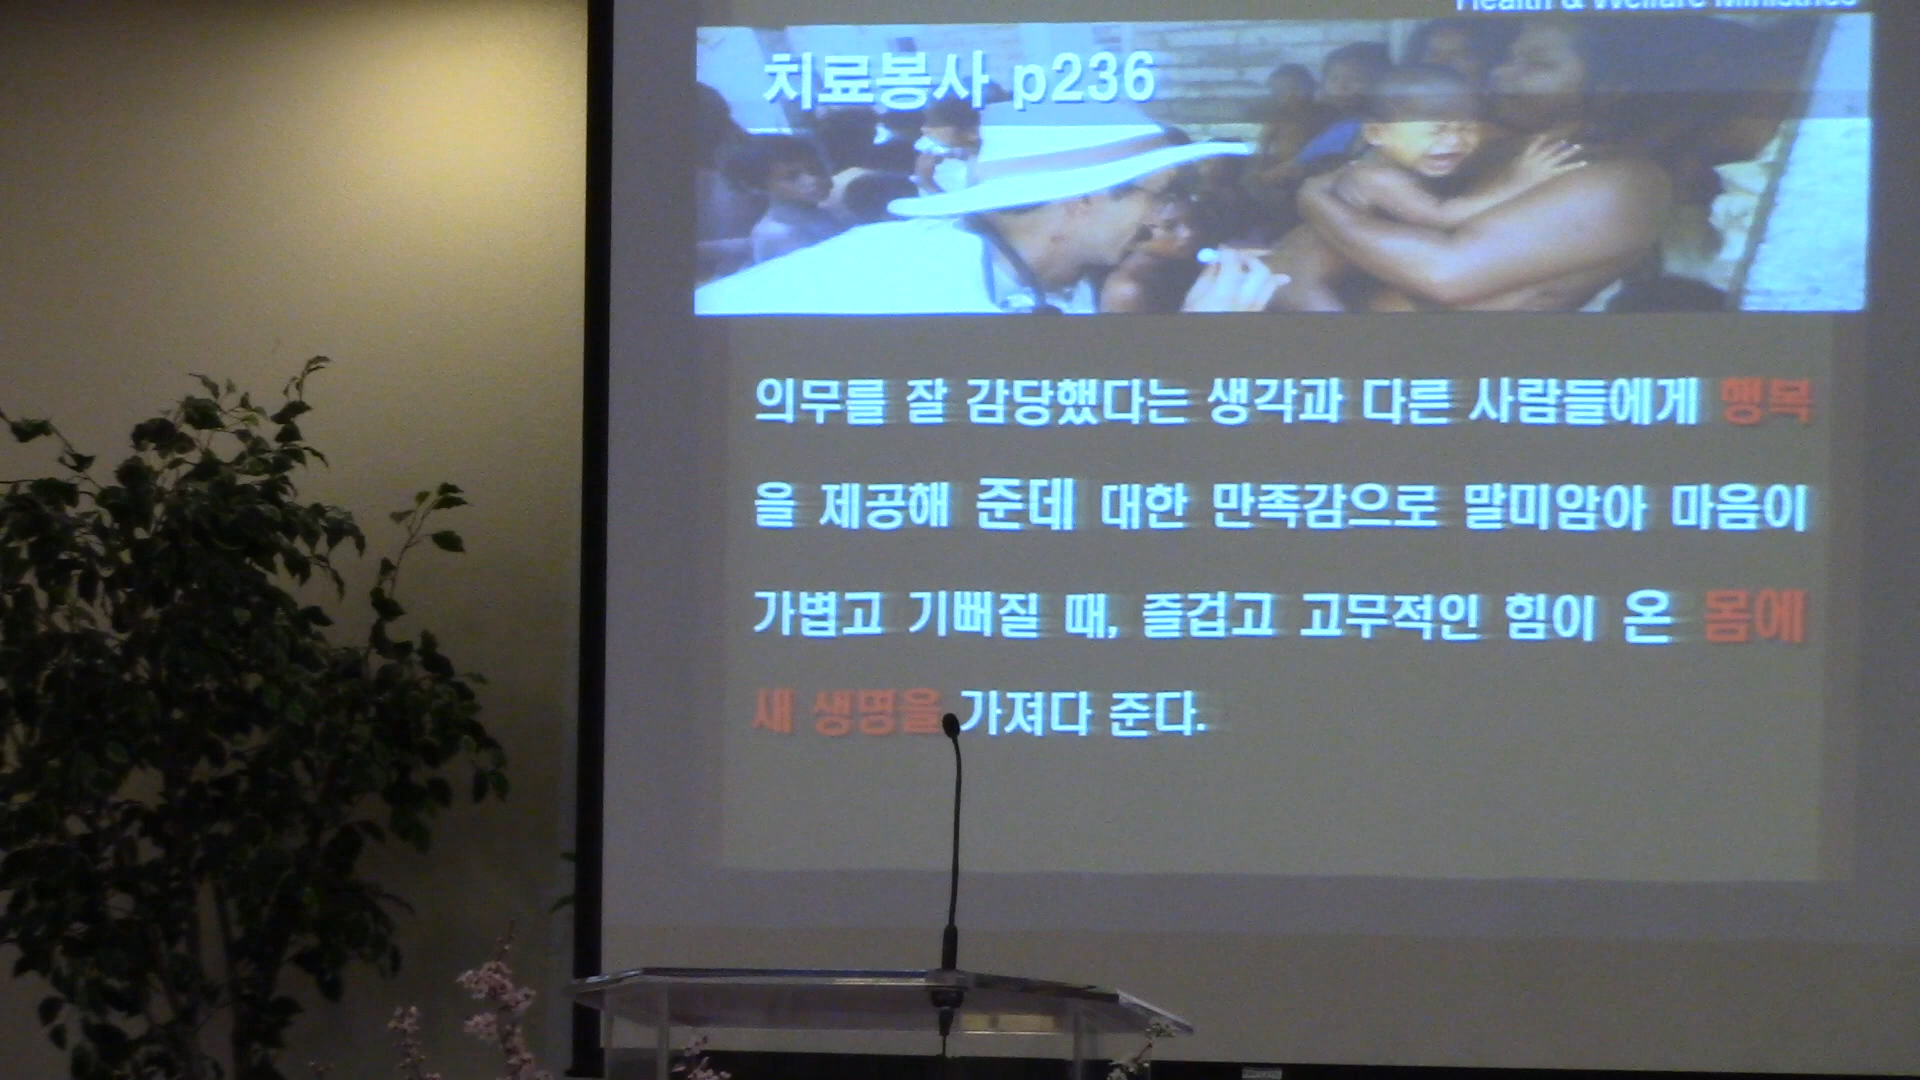 Health & Welfare Ministries
치료봉사 p236
의무를 잘 감당했다는 생각과 다른 사람들에게 행복
을 제공해 준데 대한 만족감으로 말미암아 마음이
가볍고 기뻐질 때, 즐겁고 고무적인 힘이 온 몸에
새 생명을 가져다 준다.